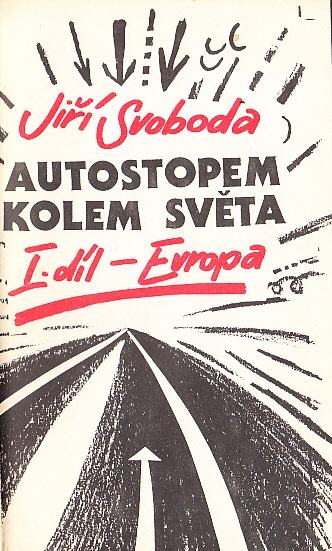 Jiří Svoboda
AUTOSTOPEM
KOLEM SVĚTA
I. díl - Evropa